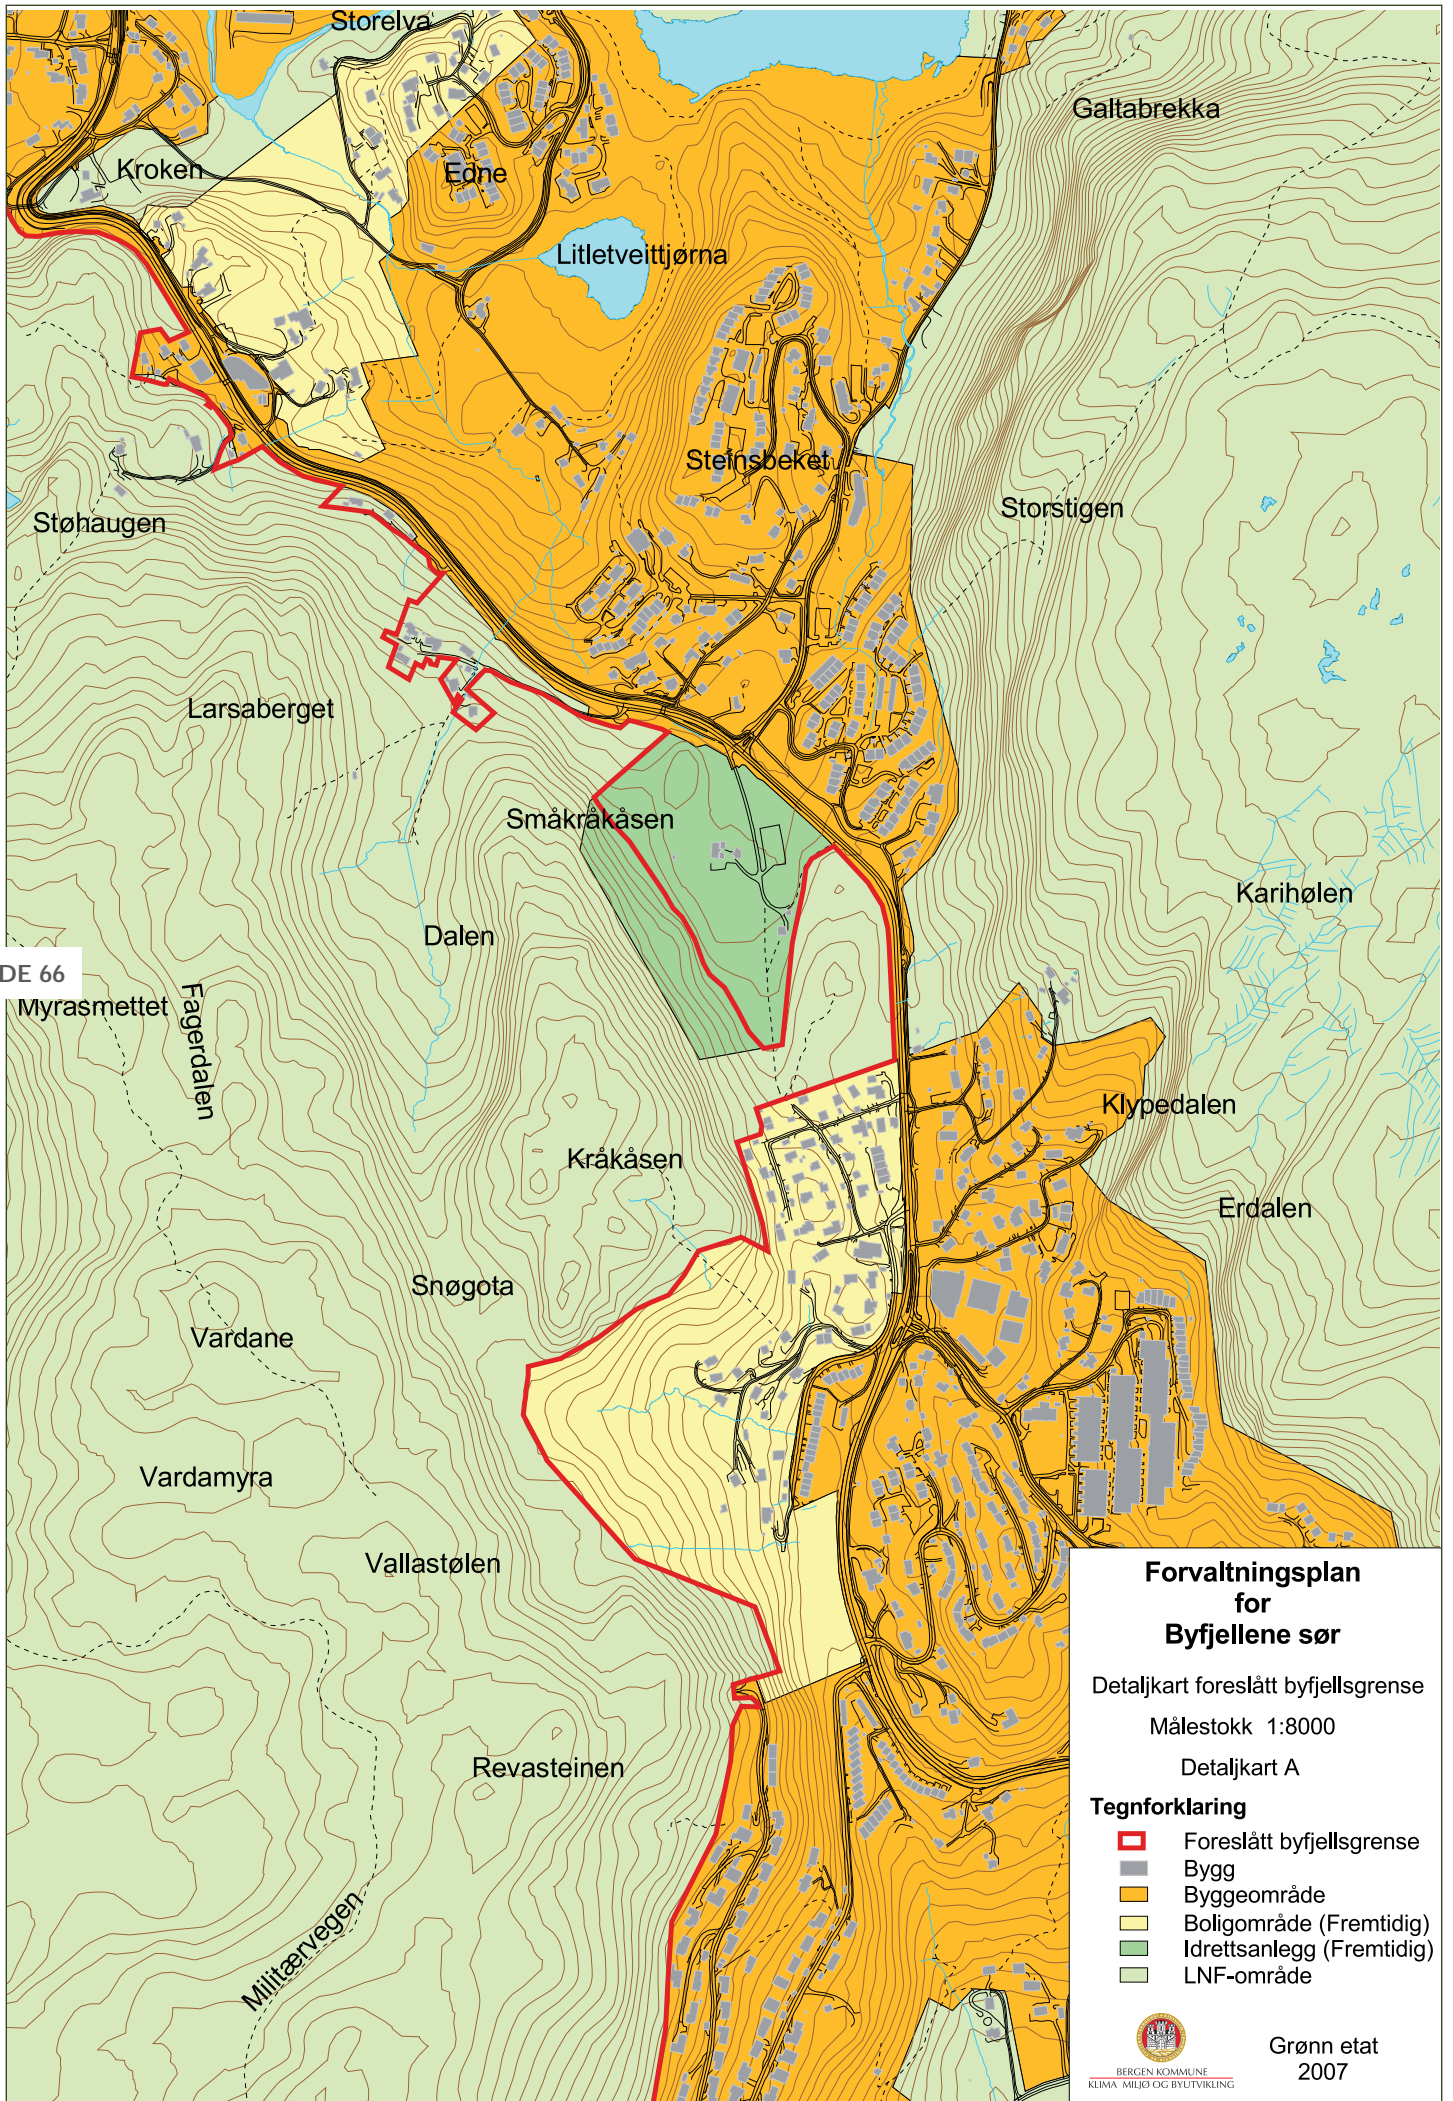 Storelva
Galtabrekka
Kroken
Edne
Litletveittjørna
Steinsbeket
Støhaugen
Storstigen
Larsaberget
Småkråkåsen
Karihølen
Dalen
DE 66
Myrasmettet
Fagerdalen
Klypedalen
Kråkåsen
Erdalen
Snøgota
Vardane
Vardamyra
Vallastølen
Revasteinen
Militærvegen
Forvaltningsplan
for
Byfjellene sør
Detaljkart foreslått byfjellsgrense
Målestokk 1:8000
Detaljkart A
Tegnforklaring
Foreslått byfjellsgrense
Bygg
Byggeområde
Boligområde (Fremtidig)
Idrettsanlegg (Fremtidig)
LNF-område
BERGEN KOMMUNE
KLIMA MILJØ OG BYUTVIKLING
Grønn etat
2007